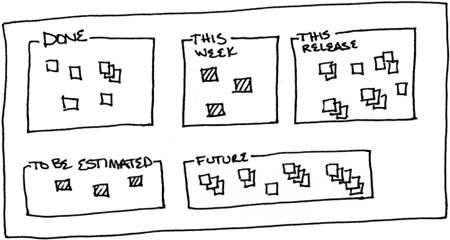 DONE
THIS
WEEK
THIS
RELEASE
TO BE ESTIMATED
FUTURE